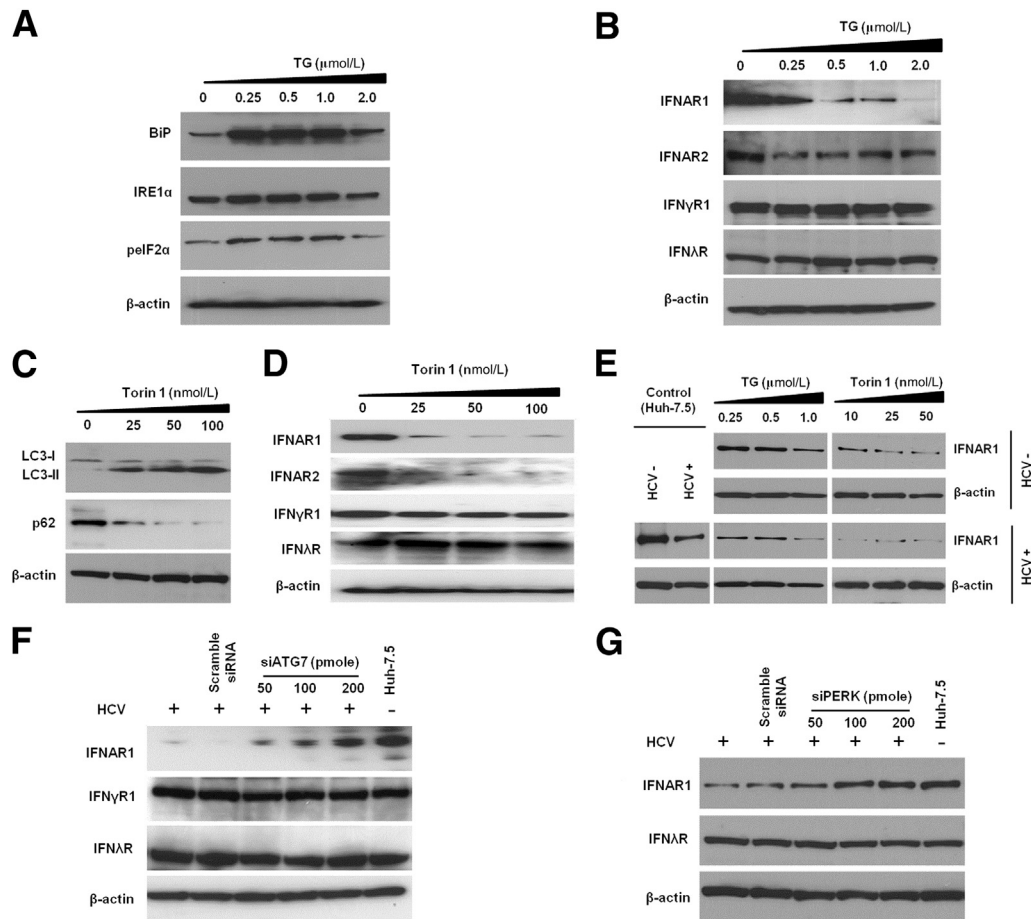 A
TG (μmol/L)
0 0.25 0.5 1.0 2.0
BiP
IRE1α
peIF2α
β-actin
B
TG (μmol/L)
0 0.25 0.5 1.0 2.0
IFNAR1
IFNAR2
IFNγR1
IFNλR
β-actin
C
Torin 1 (nmol/L)
0 25 50 100
LC3-I
LC3-II
p62
β-actin
D
Torin 1 (nmol/L)
0 25 50 100
IFNAR1
IFNAR2
IFNγR1
IFNλR
β-actin
E
Control
(Huh-7.5)
TG (μmol/L)
Torin 1 (nmol/L)
0.25 0.5 1.0
10 25 50
HCV -
HCV +
IFNAR1
β-actin
HCV -
IFNAR1
β-actin
HCV +
F
Scramble
siRNA
siATG7 (pmole)
50 100 200
Huh-7.5
HCV + + + + + -
IFNAR1
IFNγR1
IFNλR
β-actin
G
Scramble
siRNA
siPERK (pmole)
50 100 200
Huh-7.5
HCV + + + + + -
IFNAR1
IFNλR
β-actin